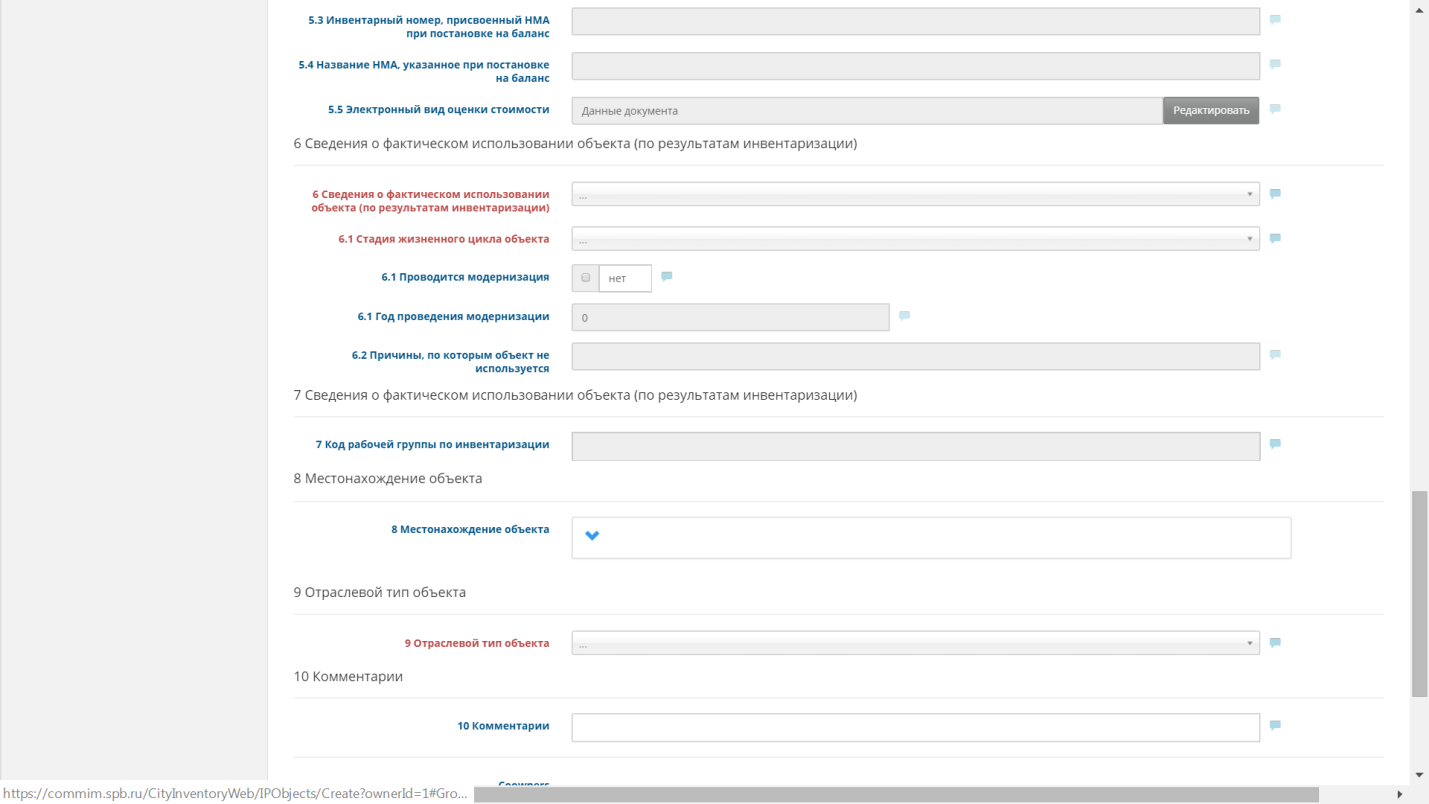 5.3 Инвентарный номер, присвоенный НМА
при постановке на баланс
5.4 Название НМА, указанное при постановке
на баланс
5.5 Электронный вид оценки стоимости
Данные документа
Редактировать
6 Сведения о фактическом использовании объекта (по результатам инвентаризации)
6 Сведения о фактическом использовании
объекта (по результатам инвентаризации)
...
6.1 Стадия жизненного цикла объекта
...
6.1 Проводится модернизация
нет
6.1 Год проведения модернизации
0
6.2 Причины, по которым объект не
используется
7 Сведения о фактическом использовании объекта (по результатам инвентаризации)
7 Код рабочей группы по инвентаризации
8 Местонахождение объекта
8 Местонахождение объекта
9 Отраслевой тип объекта
9 Отраслевой тип объекта
...
10 Комментарии
10 Комментарии
Coowners
https://commim.spb.ru/CityInventoryWeb/IPObjects/Create?ownerId=1#Gro...